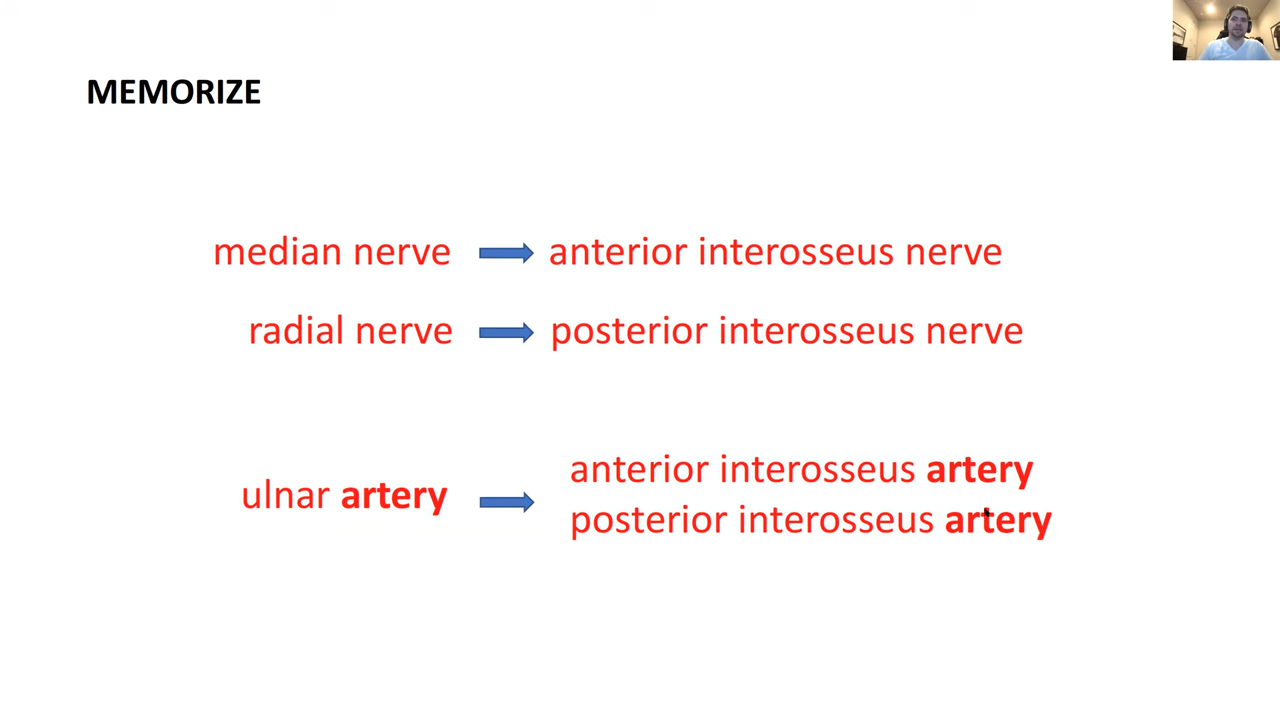 MEMORIZE
median nerve anterior interosseus nerve
radial nerve posterior interosseus nerve
ulnar artery
anterior interosseus artery
posterior interosseus artery